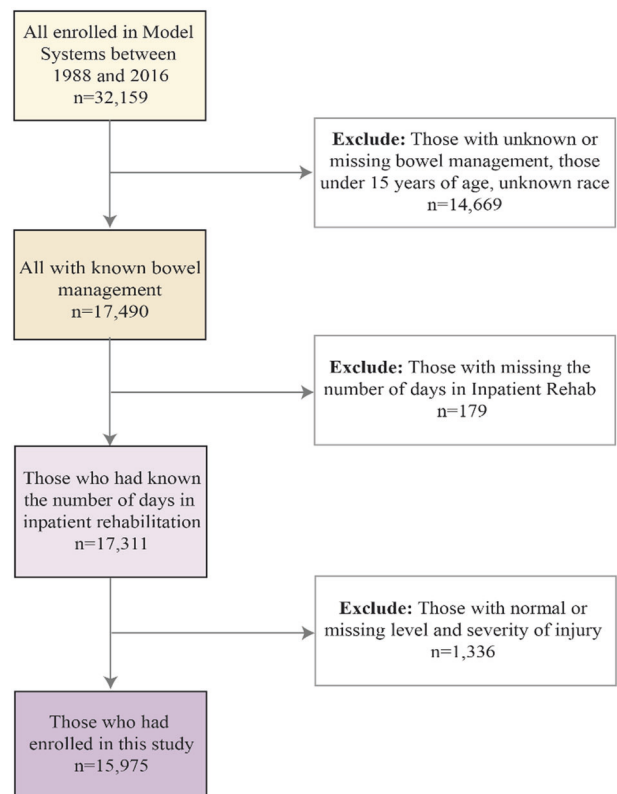 All enrolled in Model
Systems between
1988 and 2016
n=32,159
Exclude: Those with unknown or
missing bowel management, those
under 15 years of age, unknown race
n=14,669
All with known bowel
management
n=17,490
Exclude: Those with missing the
number of days in Inpatient Rehab
n=179
Those who had known
the number of days in
inpatient rehabilitation
n=17,311
Exclude: Those with normal or
missing level and severity of injury
n=1,336
Those who had
enrolled in this study
n=15,975